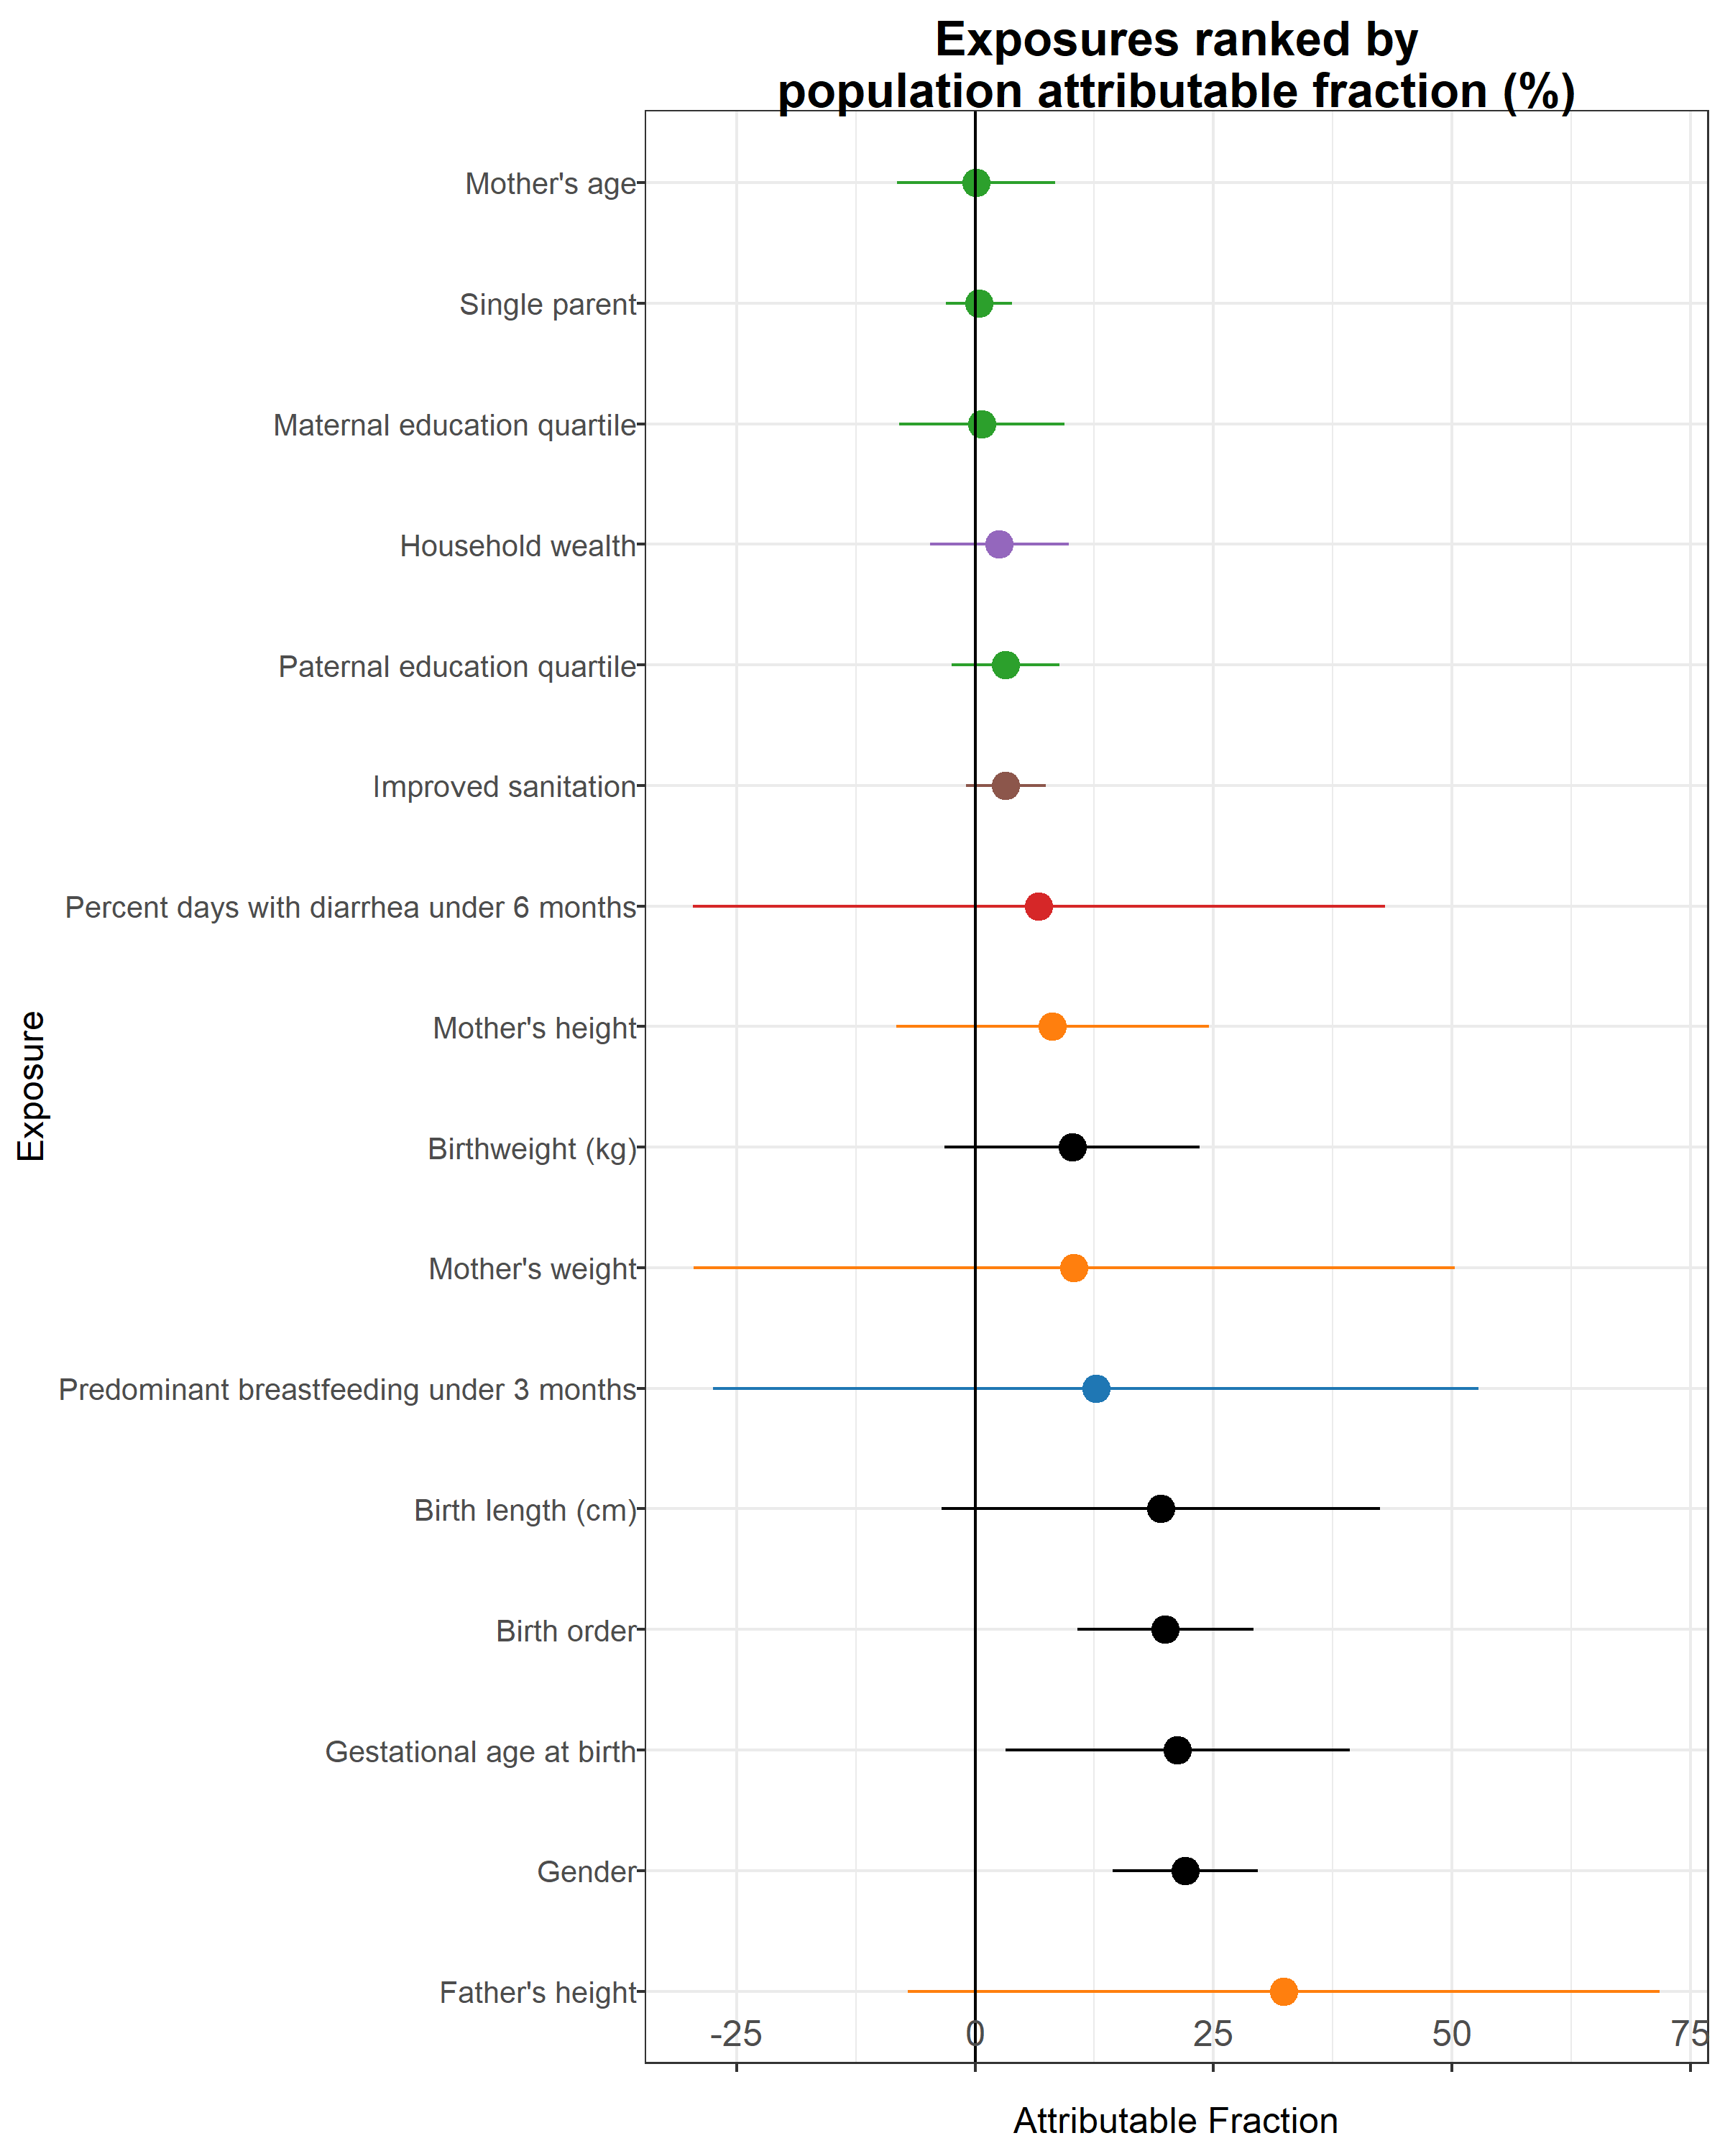 Exposures ranked by
population attributable fraction (%)
Mother's age
Single parent
Maternal education quartile
Household wealth
Paternal education quartile
Improved sanitation
Percent days with diarrhea under 6 months
Mother's height
Birthweight (kg)
Mother's weight
Predominant breastfeeding under 3 months
Birth length (cm)
Birth order
Gestational age at birth
Gender
Father's height
Exposure
-25 0 25 50 75
Attributable Fraction